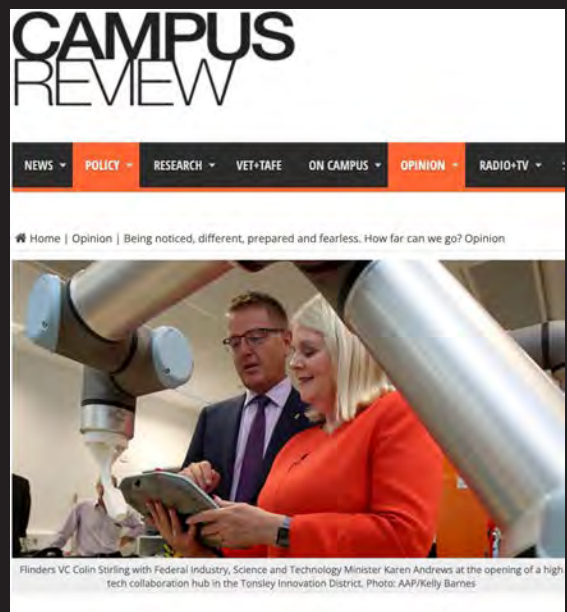 CAMPUS
REVIEW
NEWS POLICY RESEARCH VET+TAFE ON CAMPUS OPINION RADIO+TV
Home | Opinion | Being noticed, different, prepared and fearless. How far can we go? Opinion
Flinders VC Colin Stirling with Federal Industry, Science and Technology Minister Karen Andrews at the opening of a high
tech collaboration hub in the Tonsley Innovation District. Photo: AAP/Kelly Barnes